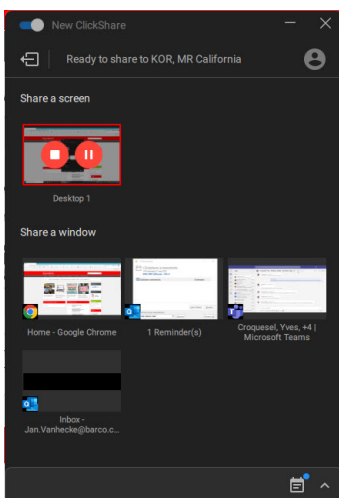 New ClickShare
Ready to share to KOR, MR California
Share a screen
Desktop 1
Share a window
Home - Google Chrome
1 Reminder(s)
Croquesel, Yves, +4 |
Microsoft Teams
Inbox -
Jan.Vanhecke@barco.c...